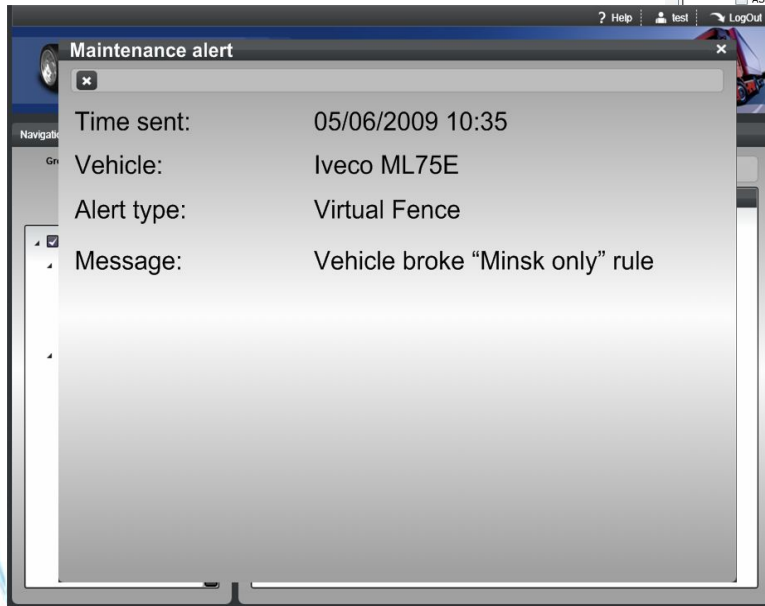 ? Help test LogOut
Maintenance alert
Time sent: 05/06/2009 10:35
Vehicle: Iveco ML75E
Alert type: Virtual Fence
Message: Vehicle broke “Minsk only” rule